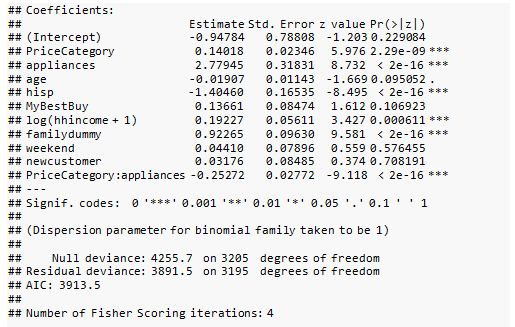 ## Coefficients:
## Estimate Std. Error z value Pr(>|z|)
## (Intercept) -0.94784 0.78808 -1.203 0.229084
## PriceCategory 0.14018 0.02346 5.976 2.29e-09 ***
## appliances 2.77945 0.31831 8.732 < 2e-16 ***
## age -0.01907 0.01143 -1.669 0.095052 .
## hisp -1.40460 0.16535 -8.495 < 2e-16 ***
## MyBestBuy 0.13661 0.08474 1.612 0.106923
## log(hhincome + 1) 0.19227 0.05611 3.427 0.000611 ***
## familydummy 0.92265 0.09630 9.581 < 2e-16 ***
## weekend 0.04410 0.07896 0.559 0.576455
## newcustomer 0.03176 0.08485 0.374 0.708191
## PriceCategory:appliances -0.25272 0.02772 -9.118 < 2e-16 ***
## ---
## Signif. codes: 0 '***' 0.001 '**' 0.01 '*' 0.05 '.' 0.1 ' ' 1
##
## (Dispersion parameter for binomial family taken to be 1)
##
## Null deviance: 4255.7 on 3205 degrees of freedom
## Residual deviance: 3891.5 on 3195 degrees of freedom
## AIC: 3913.5
##
## Number of Fisher Scoring iterations: 4